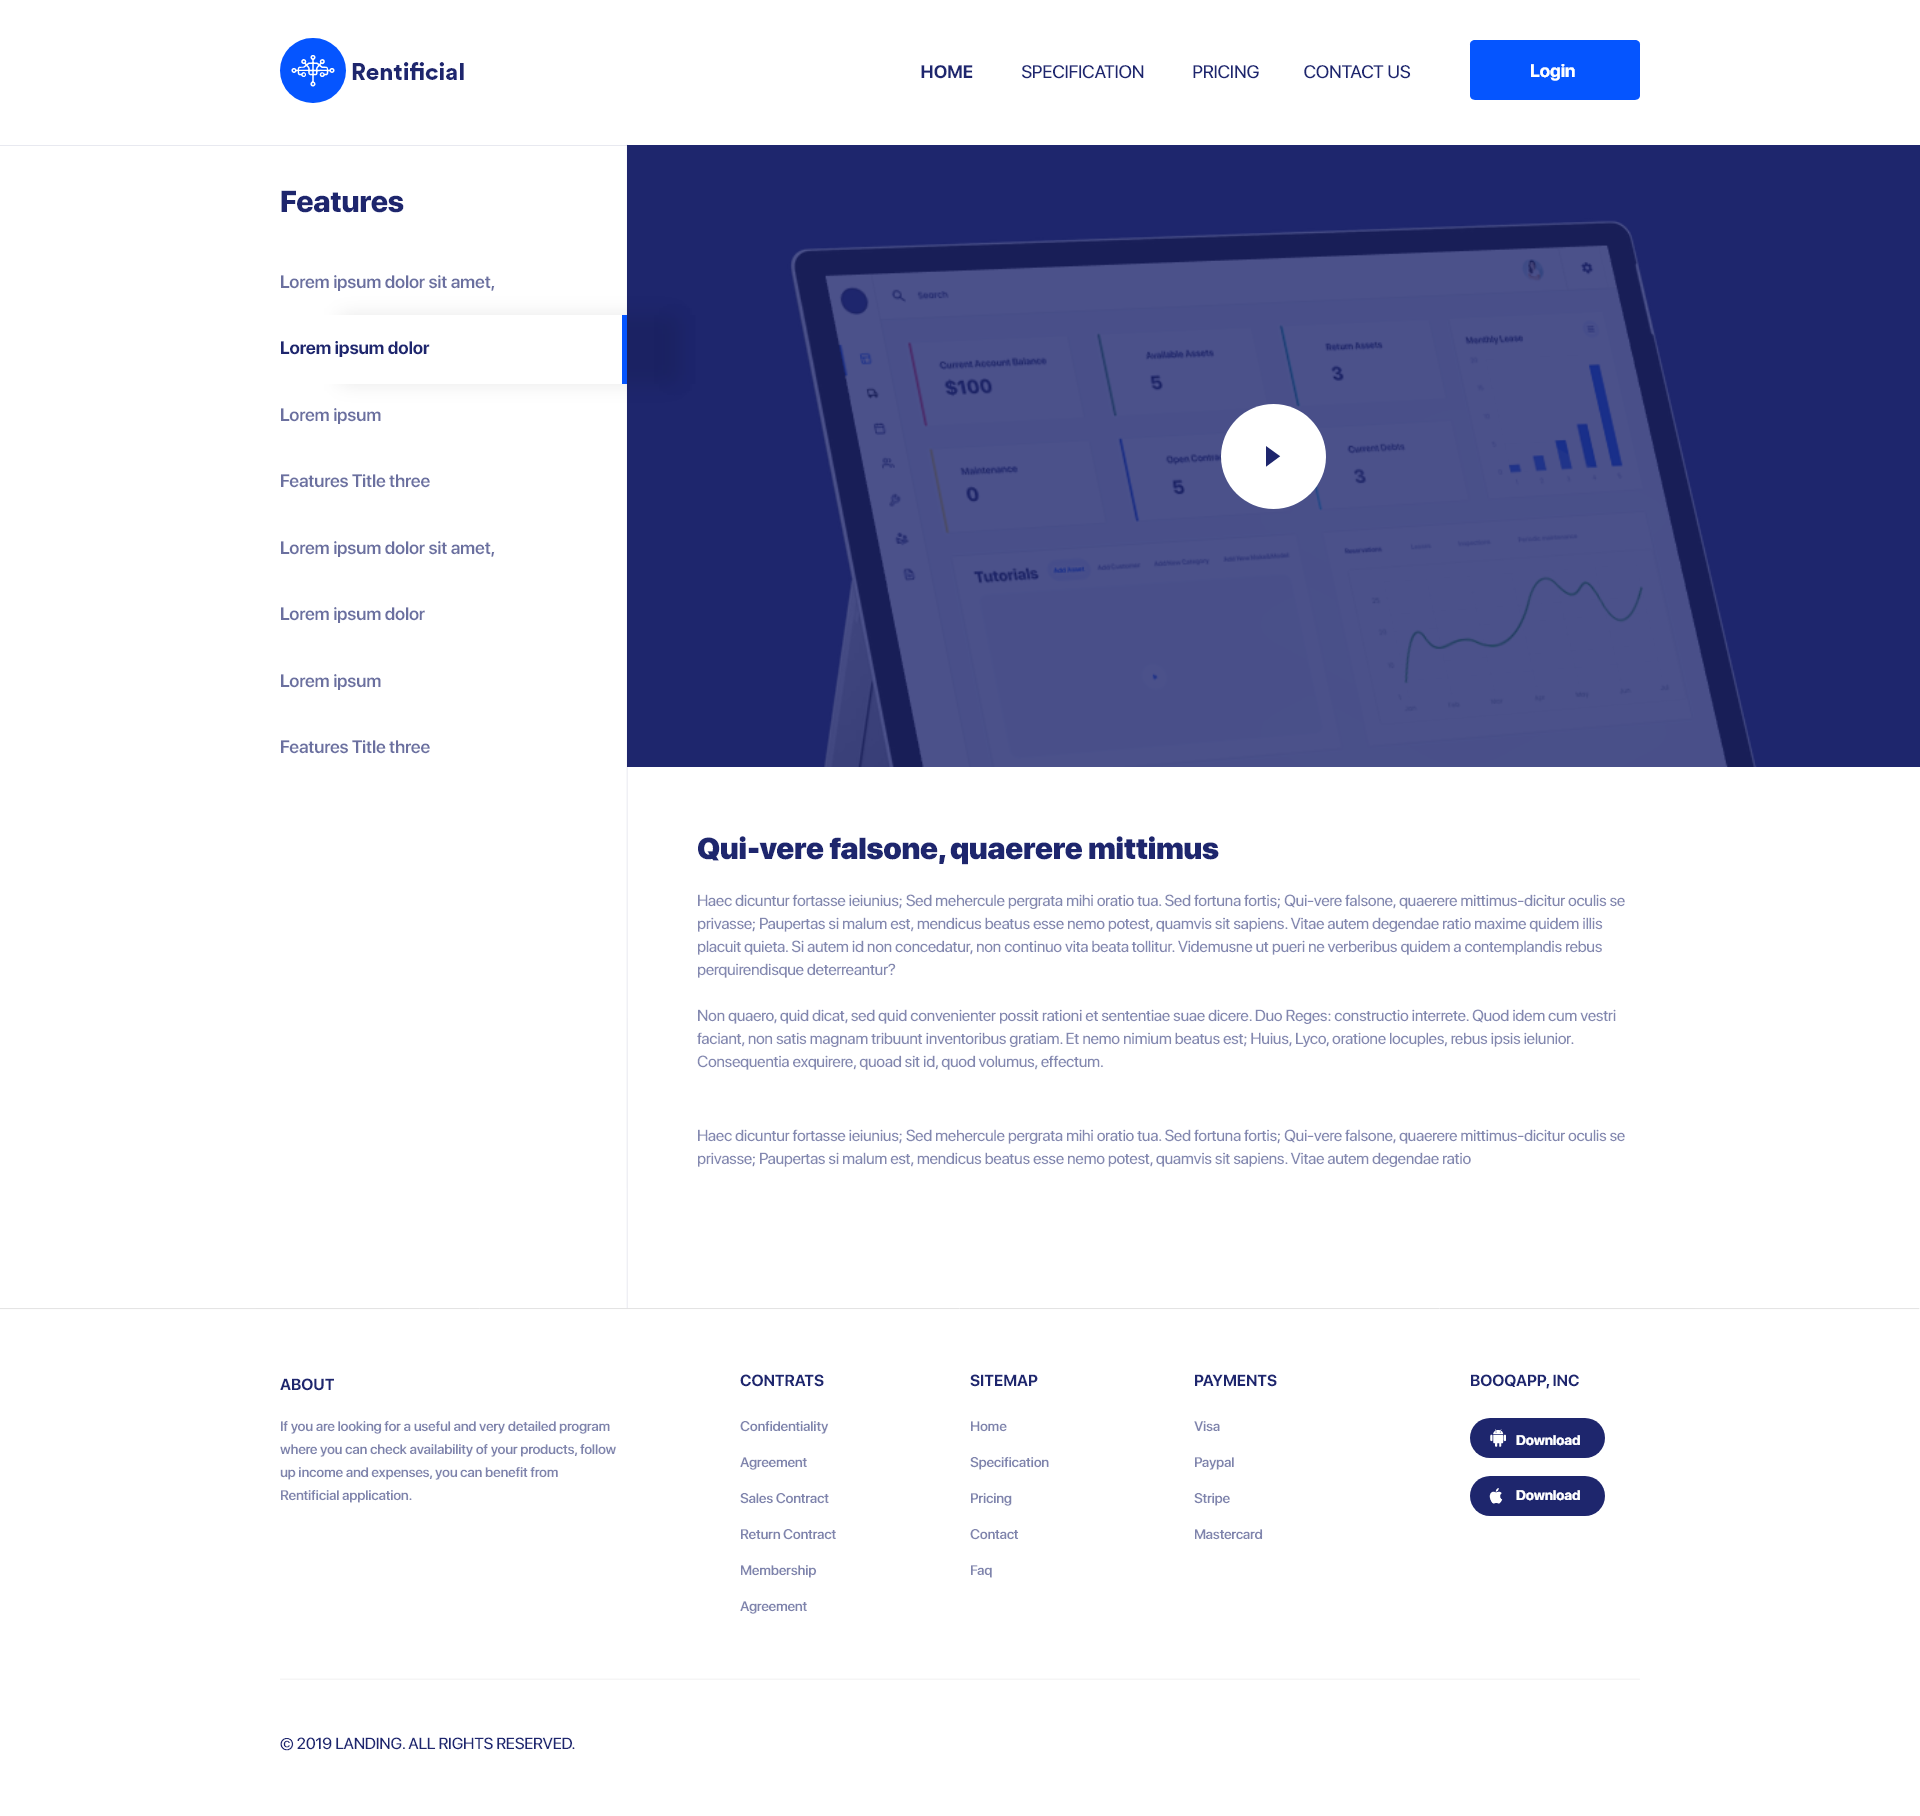 Rentificial
HOME
SPECIFICATION
PRICING
CONTACT US
Login
Features
Lorem ipsum dolor sit amet,
Lorem ipsum dolor
Lorem ipsum
Features Title three
Lorem ipsum dolor sit amet,
Lorem ipsum dolor
Lorem ipsum
Features Title three
Search
Current Account Balance
$100
Available Assets
5
Return Assets
3
Monthly Lease
Maintenance
0
Open Contra
5
Current Debts
3
Tutorials
Add Asset
Add Customer
Add New Category
Qui-vere falsone, quaerere mittimus
Haec dicuntur fortasse ieiunius; Sed mehercule pergrata mihi oratio tua. Sed fortuna fortis; Qui-vere falsone, quaerere mittimus-dicitur oculis se
privasse; Paupertas si malum est, mendicus beatus esse nemo potest, quamvis sit sapiens. Vitae autem degendae ratio maxime quidem illis
placuit quieta. Si autem id non concedatur, non continuo vita beata tollitur. Videmusne ut pueri ne verberibus quidem a contemplandis rebus
perquirendisque deterreantur?
Non quaero, quid dicat, sed quid convenienter possit rationi et sententiae suae dicere. Duo Reges: constructio interrete. Quod idem cum vestri
faciant, non satis magnam tribuunt inventoribus gratiam. Et nemo nimium beatus est; Huius, Lyco, oratione locuples, rebus ipsis ielunior.
Consequentia exquirere, quoad sit id, quod volumus, effectum.
Haec dicuntur fortasse ieiunius; Sed mehercule pergrata mihi oratio tua. Sed fortuna fortis; Qui-vere falsone, quaerere mittimus-dicitur oculis se
privasse; Paupertas si malum est, mendicus beatus esse nemo potest, quamvis sit sapiens. Vitae autem degendae ratio
ABOUT
If you are looking for a useful and very detailed program
where you can check availability of your products, follow
up income and expenses, you can benefit from
Rentificial application.
CONTRATS
Confidentiality
Agreement
Sales Contract
Return Contract
Membership
Agreement
SITEMAP
Home
Specification
Pricing
Contact
Faq
PAYMENTS
Visa
Paypal
Stripe
Mastercard
BOOQAPP, INC
Download
Download
© 2019 LANDING. ALL RIGHTS RESERVED.